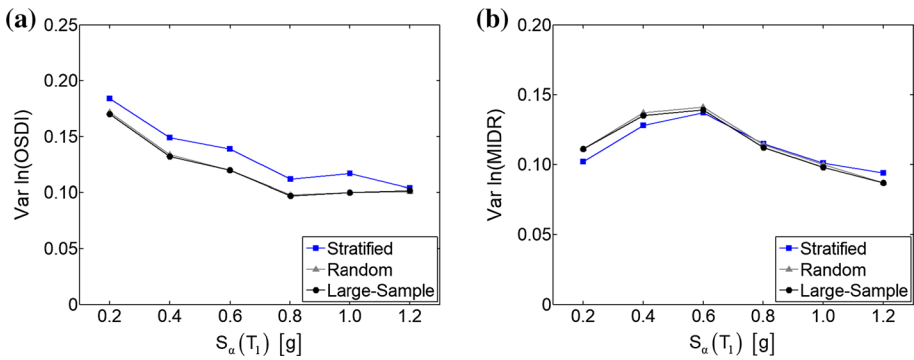 (a)
0.25
0.20
0.15
0.10
0.05
0
Var ln(OSDI)
Stratified
Random
Large-Sample
0.2 0.4 0.6 0.8 1.0 1.2
Sα(T1) [g]
(b)
0.20
0.15
0.10
0.05
0
Var ln(MIDR)
Stratified
Random
Large-Sample
0.2 0.4 0.6 0.8 1.0 1.2
Sα(T1) [g]